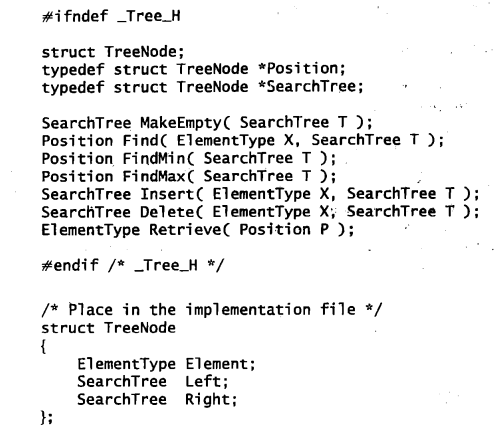 #ifndef _Tree_H
struct TreeNode;
typedef struct TreeNode *Position;
typedef struct TreeNode *SearchTree;
SearchTree MakeEmpty( SearchTree T );
Position Find( ElementType X, SearchTree T );
Position FindMin( SearchTree T );
Position FindMax( SearchTree T );
SearchTree Insert( ElementType X, SearchTree T );
SearchTree Delete( ElementType X, SearchTree T );
ElementType Retrieve( Position P );
#endif /* _Tree_H */
/* Place in the implementation file */
struct TreeNode
{
    ElementType Element;
    SearchTree  Left;
    SearchTree  Right;
};